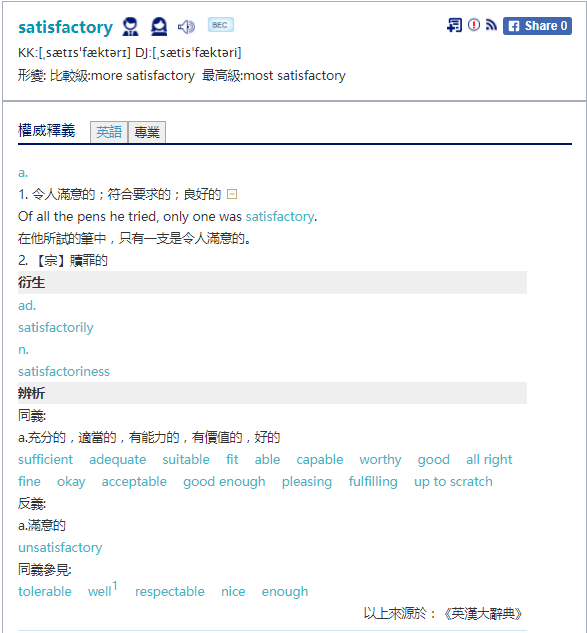 satisfactory BEC Share 0
KK:[ˌsætɪsˈfæktərɪ] DJ:[ˌsætisˈfæktəri]
形變: 比較級:more satisfactory 最高級:most satisfactory
權威釋義 英語 專業
a.
1. 令人滿意的；符合要求的；良好的
Of all the pens he tried, only one was satisfactory.
在他所試的筆中，只有一支是令人滿意的。
2. 【宗】贖罪的
衍生
ad.
satisfactorily
n.
satisfactoriness
辨析
同義:
a.充分的，適當的，有能力的，有價值的，好的
sufficient adequate suitable fit able capable worthy good all right
fine okay acceptable good enough pleasing fulfilling up to scratch
反義:
a.滿意的
unsatisfactory
同義參見:
tolerable well1 respectable nice enough
以上來源於：《英漢大辭典》